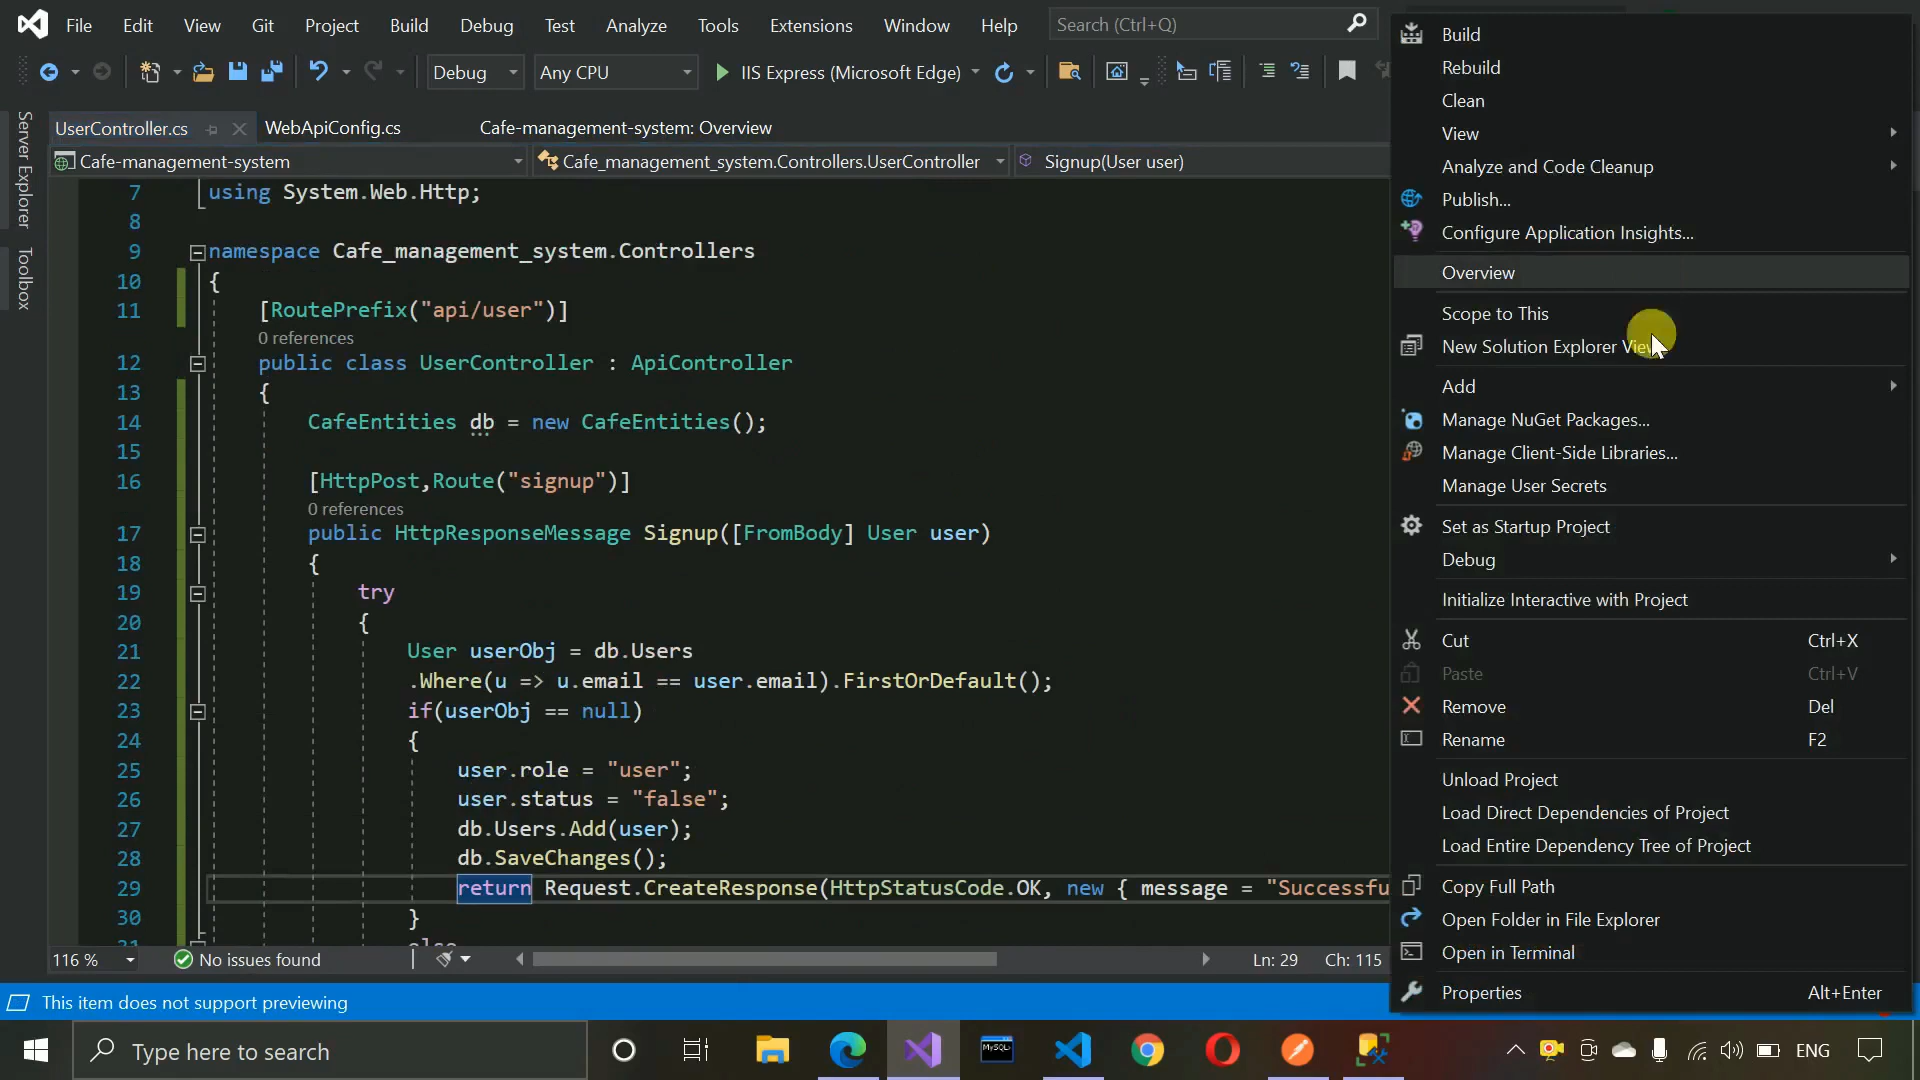 File Edit View Git Project Build Debug Test Analyze Tools Extensions Window Help Search (Ctrl+Q)
Debug Any CPU IIS Express (Microsoft Edge)
UserController.cs WebApiConfig.cs Cafe-management-system: Overview
Cafe-management-system Cafe_management_system.Controllers.UserController Signup(User user)
Server Explorer
Toolbox
7 using System.Web.Http;
8
9 namespace Cafe_management_system.Controllers
10 {
11 [RoutePrefix("api/user")]
0 references
12 public class UserController : ApiController
13 {
14 CafeEntities db = new CafeEntities();
15
16 [HttpPost,Route("signup")]
0 references
17 public HttpResponseMessage Signup([FromBody] User user)
18 {
19 try
20 {
21 User userObj = db.Users
22 .Where(u => u.email == user.email).FirstOrDefault();
23 if(userObj == null)
24 {
25 user.role = "user";
26 user.status = "false";
27 db.Users.Add(user);
28 db.SaveChanges();
29 return Request.CreateResponse(HttpStatusCode.OK, new { message = "Successfu
30 }
31 else
116 % No issues found Ln: 29 Ch: 115
This item does not support previewing
Build
Rebuild
Clean
View
Analyze and Code Cleanup
Publish...
Configure Application Insights...
Overview
Scope to This
New Solution Explorer View
Add
Manage NuGet Packages...
Manage Client-Side Libraries...
Manage User Secrets
Set as Startup Project
Debug
Initialize Interactive with Project
Cut Ctrl+X
Paste Ctrl+V
Remove Del
Rename F2
Unload Project
Load Direct Dependencies of Project
Load Entire Dependency Tree of Project
Copy Full Path
Open Folder in File Explorer
Open in Terminal
Properties Alt+Enter
Type here to search MySQL ENG